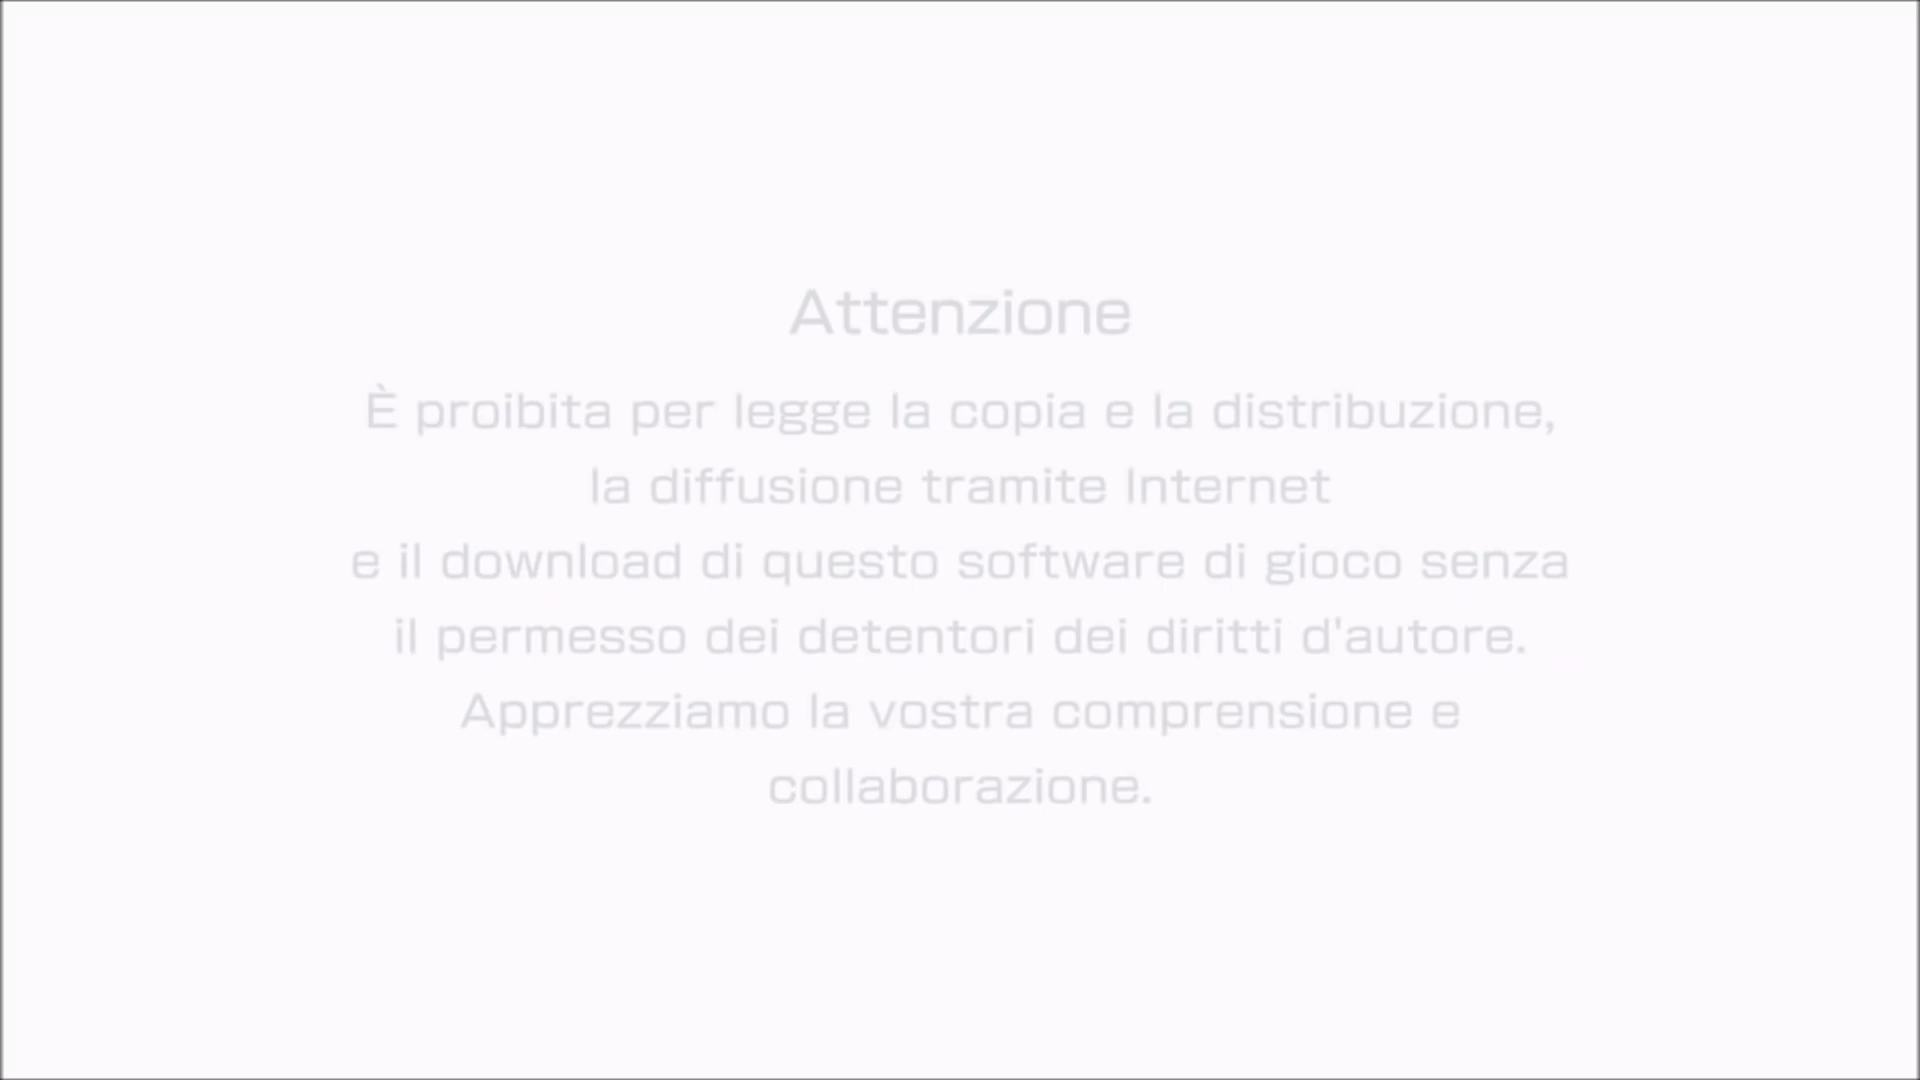 Attenzione
È proibita per legge la copia e la distribuzione,
la diffusione tramite Internet
e il download di questo software di gioco senza
il permesso dei detentori dei diritti d'autore.
Apprezziamo la vostra comprensione e
collaborazione.